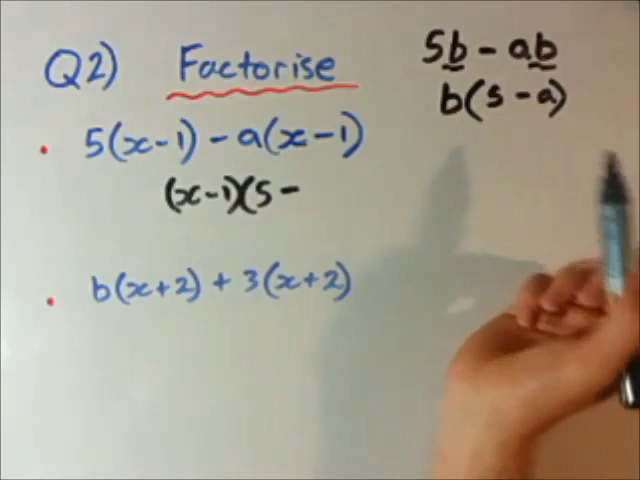 Q2) Factorise
5b - ab
b(5 - a)
5(x-1) - a(x-1)
(x-1)(5 -
b(x+2) + 3(x+2)